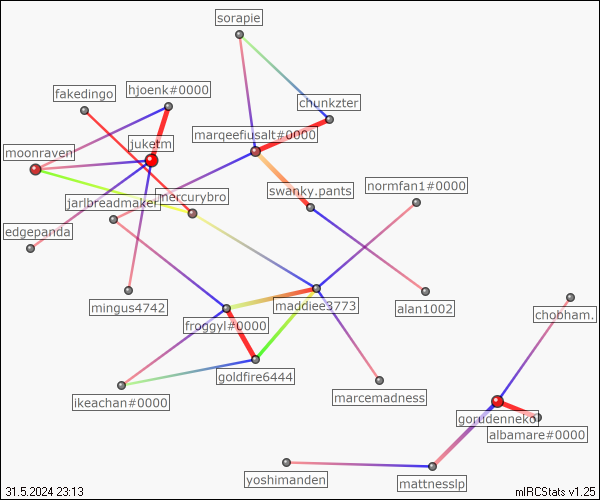 sorapie
fakedingo
hjoenk#0000
chunkzter
marqeefiusalt#0000
juketm
moonraven
swanky.pants
normfan1#0000
jarlbreadmaker
mercurybro
edgepanda
mingus4742
maddiee3773
alan1002
chobham.
froggyl#0000
goldfire6444
marcemadness
ikeachan#0000
gorudenneko
albamare#0000
yoshimanden
mattnesslp
31.5.2024 23:13
mIRCStats v1.25